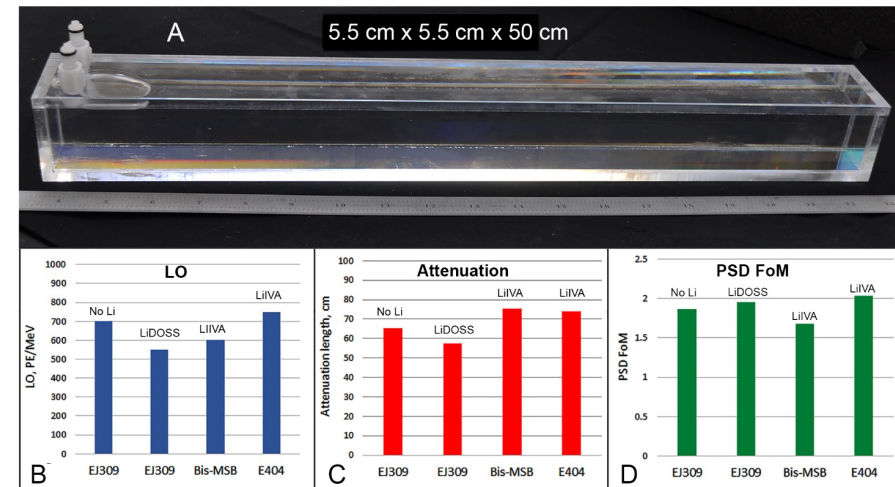 A
5.5 cm x 5.5 cm x 50 cm
LO
1000
900
800
700
600
500
400
300
200
100
0
LO, PE/MeV
No Li
LiDOSS
LIIVA
LiIVA
EJ309 EJ309 Bis-MSB E404
B
Attenuation
100
90
80
70
60
50
40
30
20
10
0
Attenuation length, cm
No Li
LiDOSS
LiIVA
LiIVA
EJ309 EJ309 Bis-MSB E404
C
PSD FoM
2.5
2
1.5
1
0.5
0
PSD FoM
No Li
LiDOSS
LiIVA
LiIVA
EJ309 EJ309 Bis-MSB E404
D